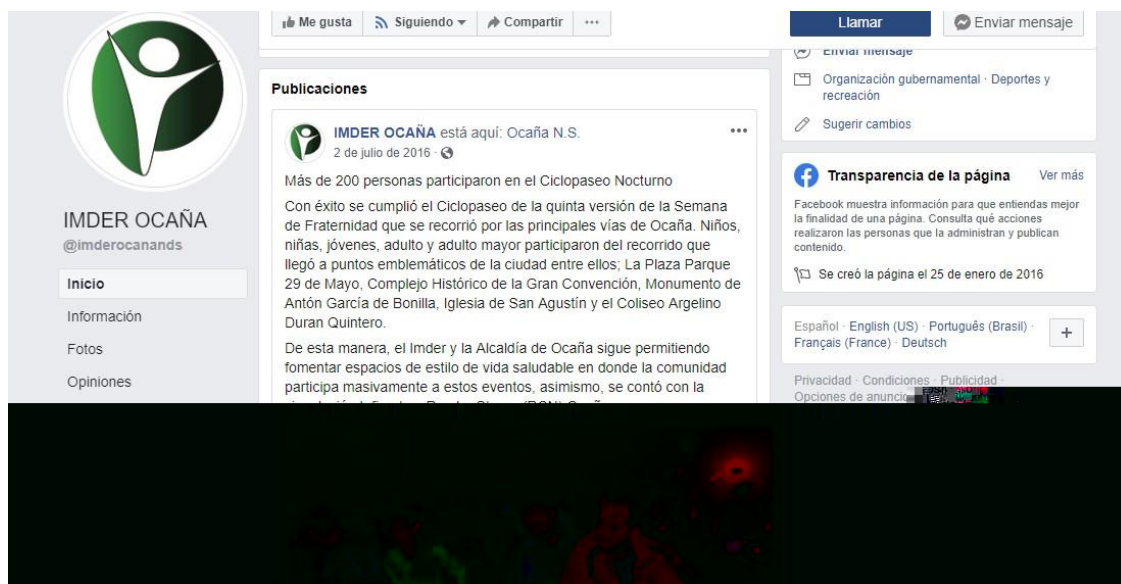 Me gusta
Siguiendo
Compartir
Llamar
Enviar mensaje
IMDER OCAÑA
@imderocanands
Inicio
Información
Fotos
Opiniones
Publicaciones
IMDER OCAÑA está aquí: Ocaña N.S.
2 de julio de 2016
Más de 200 personas participaron en el Ciclopaseo Nocturno
Con éxito se cumplió el Ciclopaseo de la quinta versión de la Semana
de Fraternidad que se recorrió por las principales vías de Ocaña. Niños,
niñas, jóvenes, adulto y adulto mayor participaron del recorrido que
llegó a puntos emblemáticos de la ciudad entre ellos; La Plaza Parque
29 de Mayo, Complejo Histórico de la Gran Convención, Monumento de
Antón García de Bonilla, Iglesia de San Agustín y el Coliseo Argelino
Duran Quintero.
De esta manera, el Imder y la Alcaldía de Ocaña sigue permitiendo
fomentar espacios de estilo de vida saludable en donde la comunidad
participa masivamente a estos eventos, asimismo, se contó con la
Enviar mensaje
Organización gubernamental · Deportes y
recreación
Sugerir cambios
Transparencia de la página Ver más
Facebook muestra información para que entiendas mejor
la finalidad de una página. Consulta qué acciones
realizaron las personas que la administran y publican
contenido.
Se creó la página el 25 de enero de 2016
Español · English (US) · Português (Brasil) ·
Français (France) · Deutsch
Privacidad · Condiciones · Publicidad ·
Opciones de